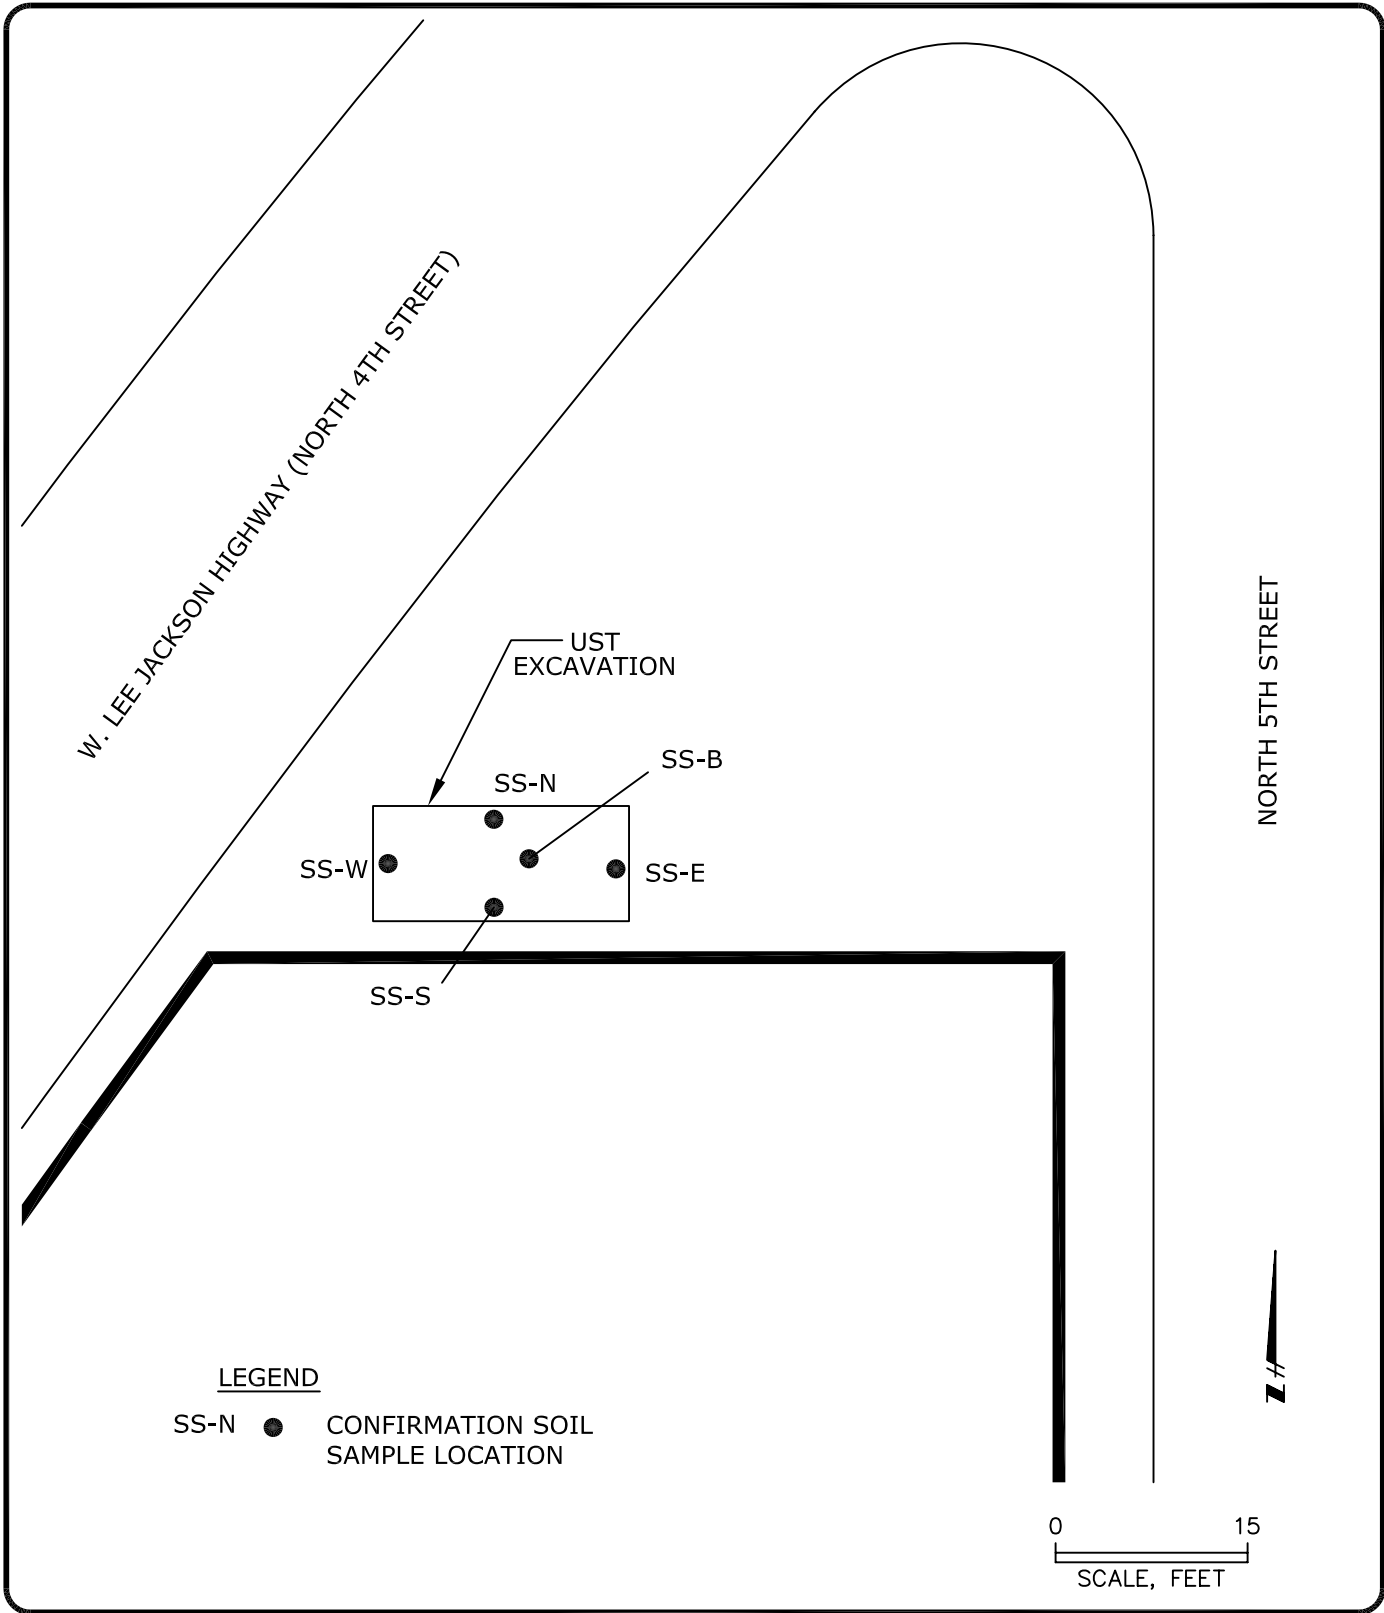 W. LEE JACKSON HIGHWAY (NORTH 4TH STREET)
NORTH 5TH STREET
UST
EXCAVATION
SS-B
SS-N
SS-W
SS-E
SS-S
LEGEND
SS-N CONFIRMATION SOIL
SAMPLE LOCATION
N
0 15
SCALE, FEET